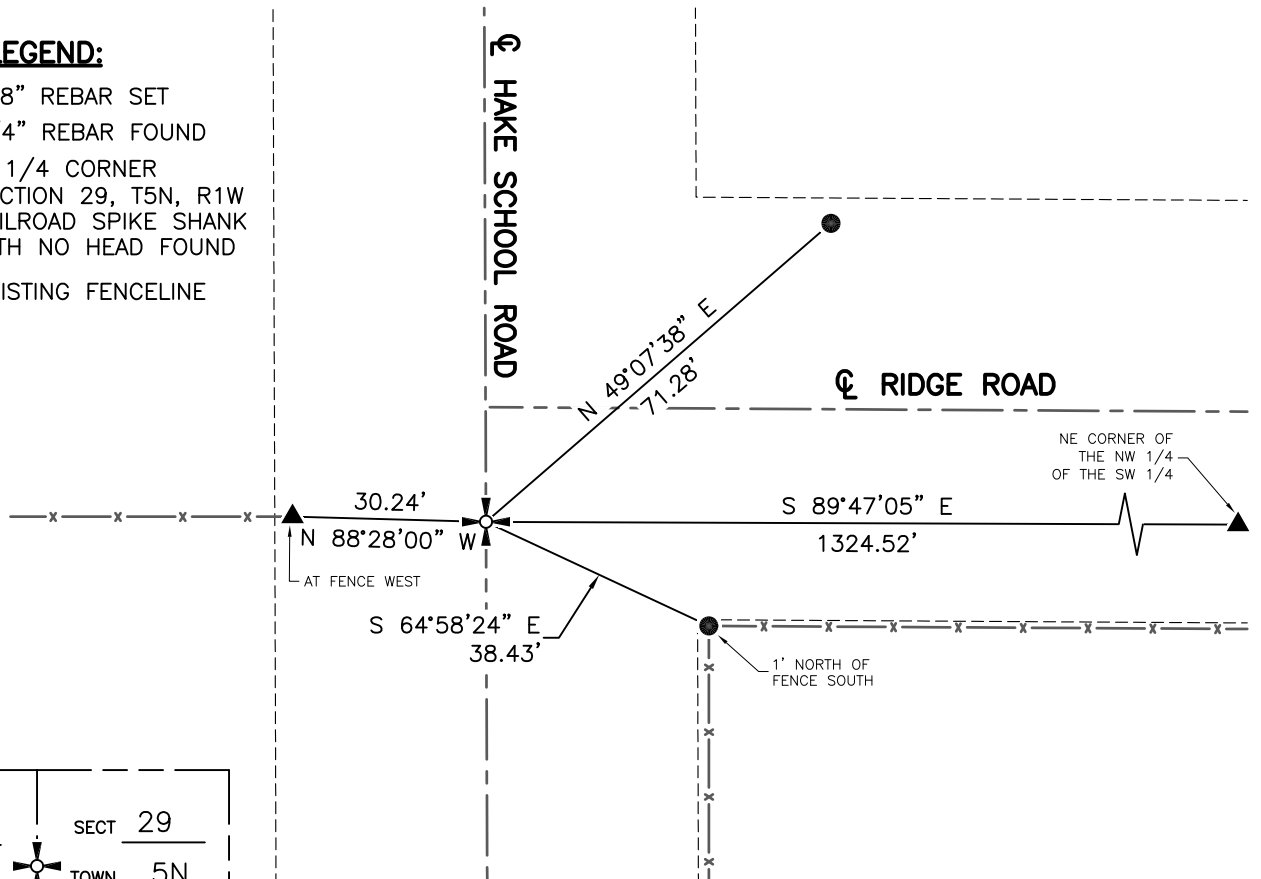 LEGEND:
8” REBAR SET
/4” REBAR FOUND
1/4 CORNER
CTION 29, T5N, R1W
ILROAD SPIKE SHANK
TH NO HEAD FOUND
ISTING FENCELINE
℄ HAKE SCHOOL ROAD
N 49°07’38” E
71.28’
℄ RIDGE ROAD
NE CORNER OF
THE NW 1/4
OF THE SW 1/4
30.24’
N 88°28’00” W
S 89°47’05” E
1324.52’
AT FENCE WEST
S 64°58’24” E
38.43’
1’ NORTH OF
FENCE SOUTH
SECT 29
TOWN 5N